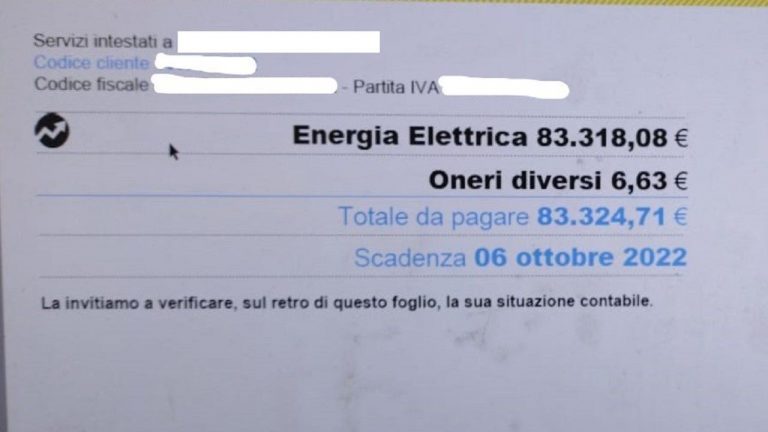 Servizi intestati a
Codice cliente
Codice fiscale - Partita IVA
Energia Elettrica 83.318,08 €
Oneri diversi 6,63 €
Totale da pagare 83.324,71 €
Scadenza 06 ottobre 2022
La invitiamo a verificare, sul retro di questo foglio, la sua situazione contabile.